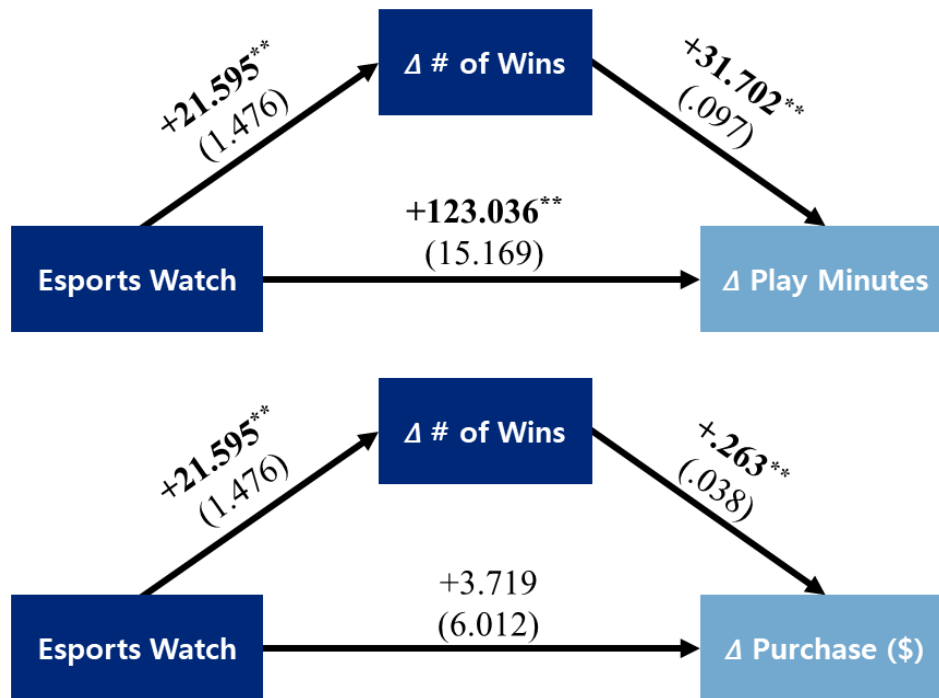 Δ # of Wins
+21.595**
(1.476)
+31.702**
(.097)
+123.036**
(15.169)
Esports Watch
Δ Play Minutes
Δ # of Wins
+21.595**
(1.476)
+.263**
(.038)
+3.719
(6.012)
Esports Watch
Δ Purchase ($)